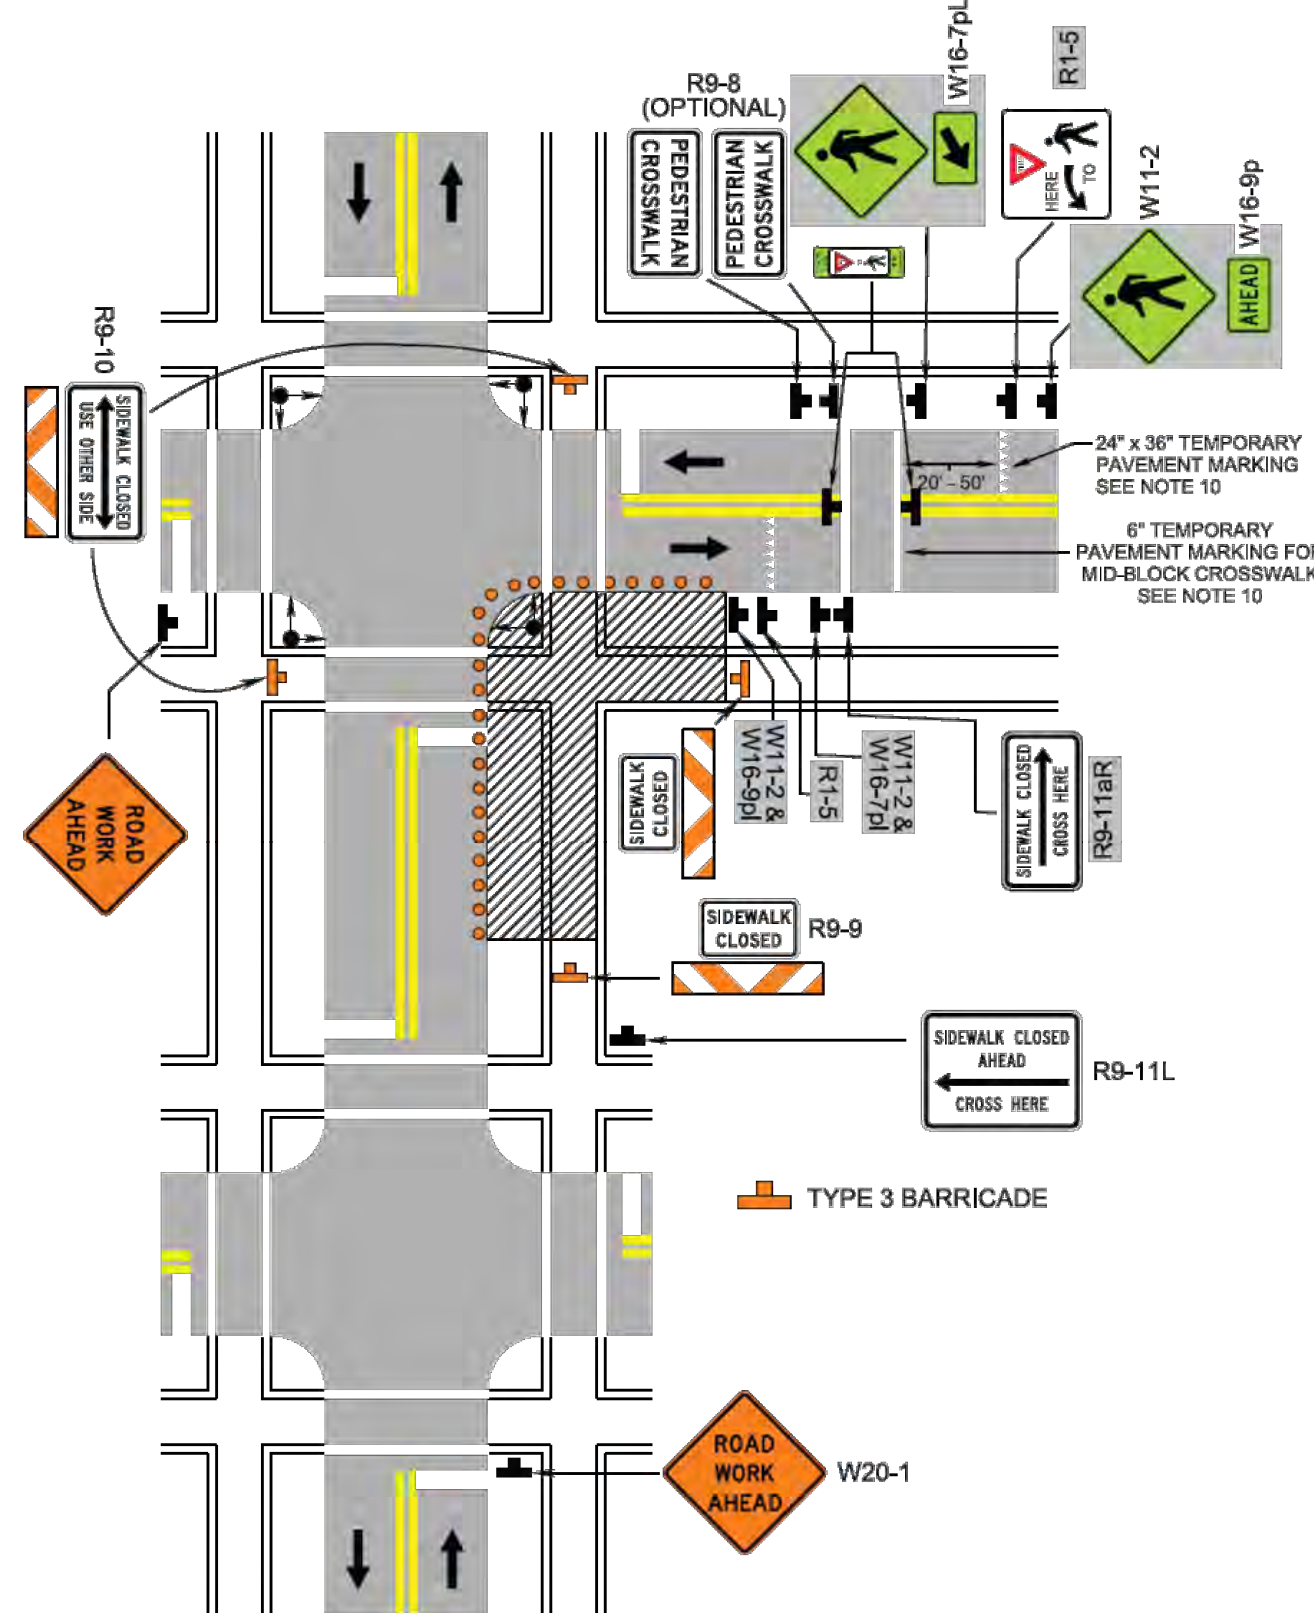 W16-7pL
R1-5
R9-8
(OPTIONAL)
PEDESTRIAN
CROSSWALK
PEDESTRIAN
CROSSWALK
HERE
TO
W11-2
W16-9p
AHEAD
R9-10
SIDEWALK CLOSED
USE OTHER SIDE
24" x 36" TEMPORARY
PAVEMENT MARKING
SEE NOTE 10
20' - 50'
6" TEMPORARY
PAVEMENT MARKING FOR
MID-BLOCK CROSSWALK
SEE NOTE 10
ROAD
WORK
AHEAD
SIDEWALK
CLOSED
W11-2 &
W16-9pl
R1-5
W11-2 &
W16-7pl
SIDEWALK CLOSED
CROSS HERE
R9-11aR
SIDEWALK
CLOSED
R9-9
SIDEWALK CLOSED
AHEAD
CROSS HERE
R9-11L
TYPE 3 BARRICADE
ROAD
WORK
AHEAD
W20-1